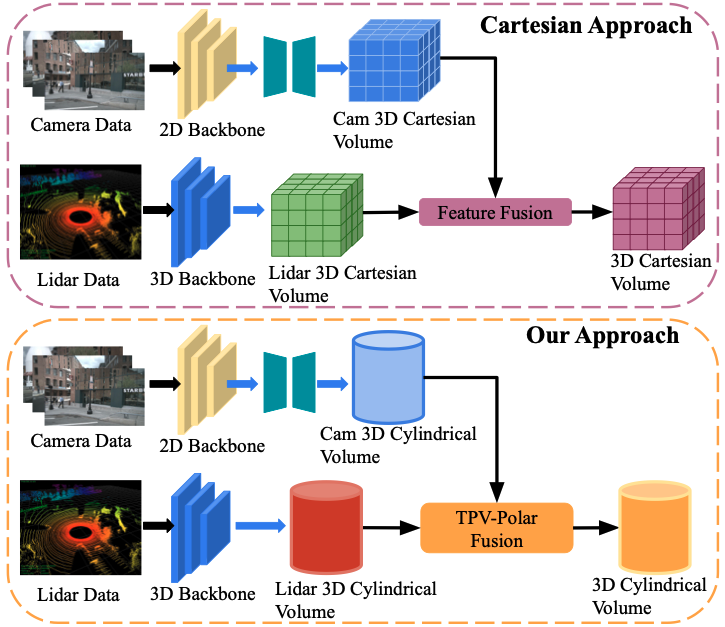 Cartesian Approach
Camera Data
2D Backbone
Cam 3D Cartesian
Volume
Lidar Data
3D Backbone
Lidar 3D Cartesian
Volume
Feature Fusion
3D Cartesian
Volume
Our Approach
Camera Data
2D Backbone
Cam 3D Cylindrical
Volume
Lidar Data
3D Backbone
Lidar 3D Cylindrical
Volume
TPV-Polar
Fusion
3D Cylindrical
Volume